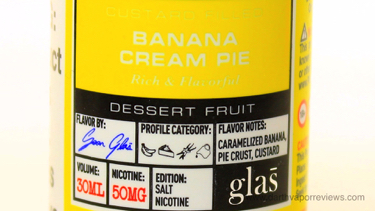 BANANA
CREAM PIE
Rich & Flavorful
DESSERT FRUIT
FLAVOR BY:
PROFILE CATEGORY:
FLAVOR NOTES:
CARAMELIZED BANANA,
PIE CRUST, CUSTARD
VOLUME:
30ML
NICOTINE:
50MG
EDITION:
SALT
NICOTINE
glas